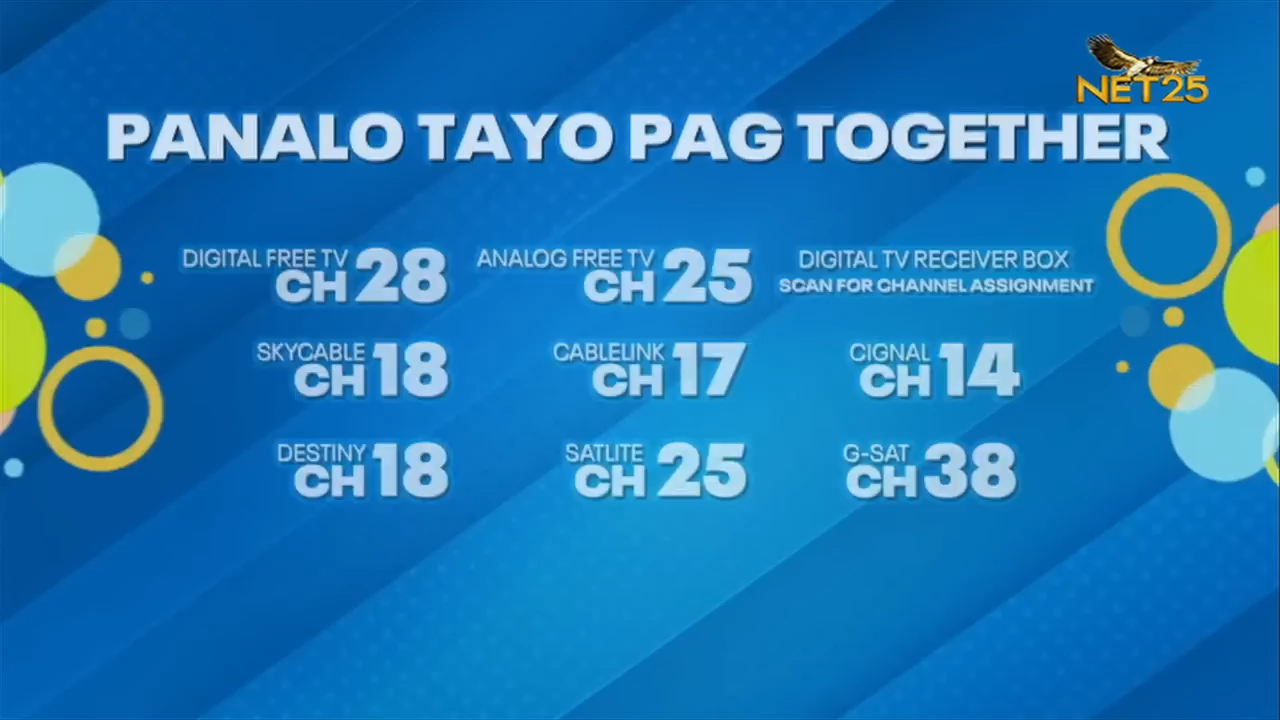 NET25
PANALO TAYO PAG TOGETHER
DIGITAL FREE TV CH 28
ANALOG FREE TV CH 25
DIGITAL TV RECEIVER BOX
SCAN FOR CHANNEL ASSIGNMENT
SKYCABLE CH 18
CABLELINK CH 17
CIGNAL CH 14
DESTINY CH 18
SATLITE CH 25
G-SAT CH 38